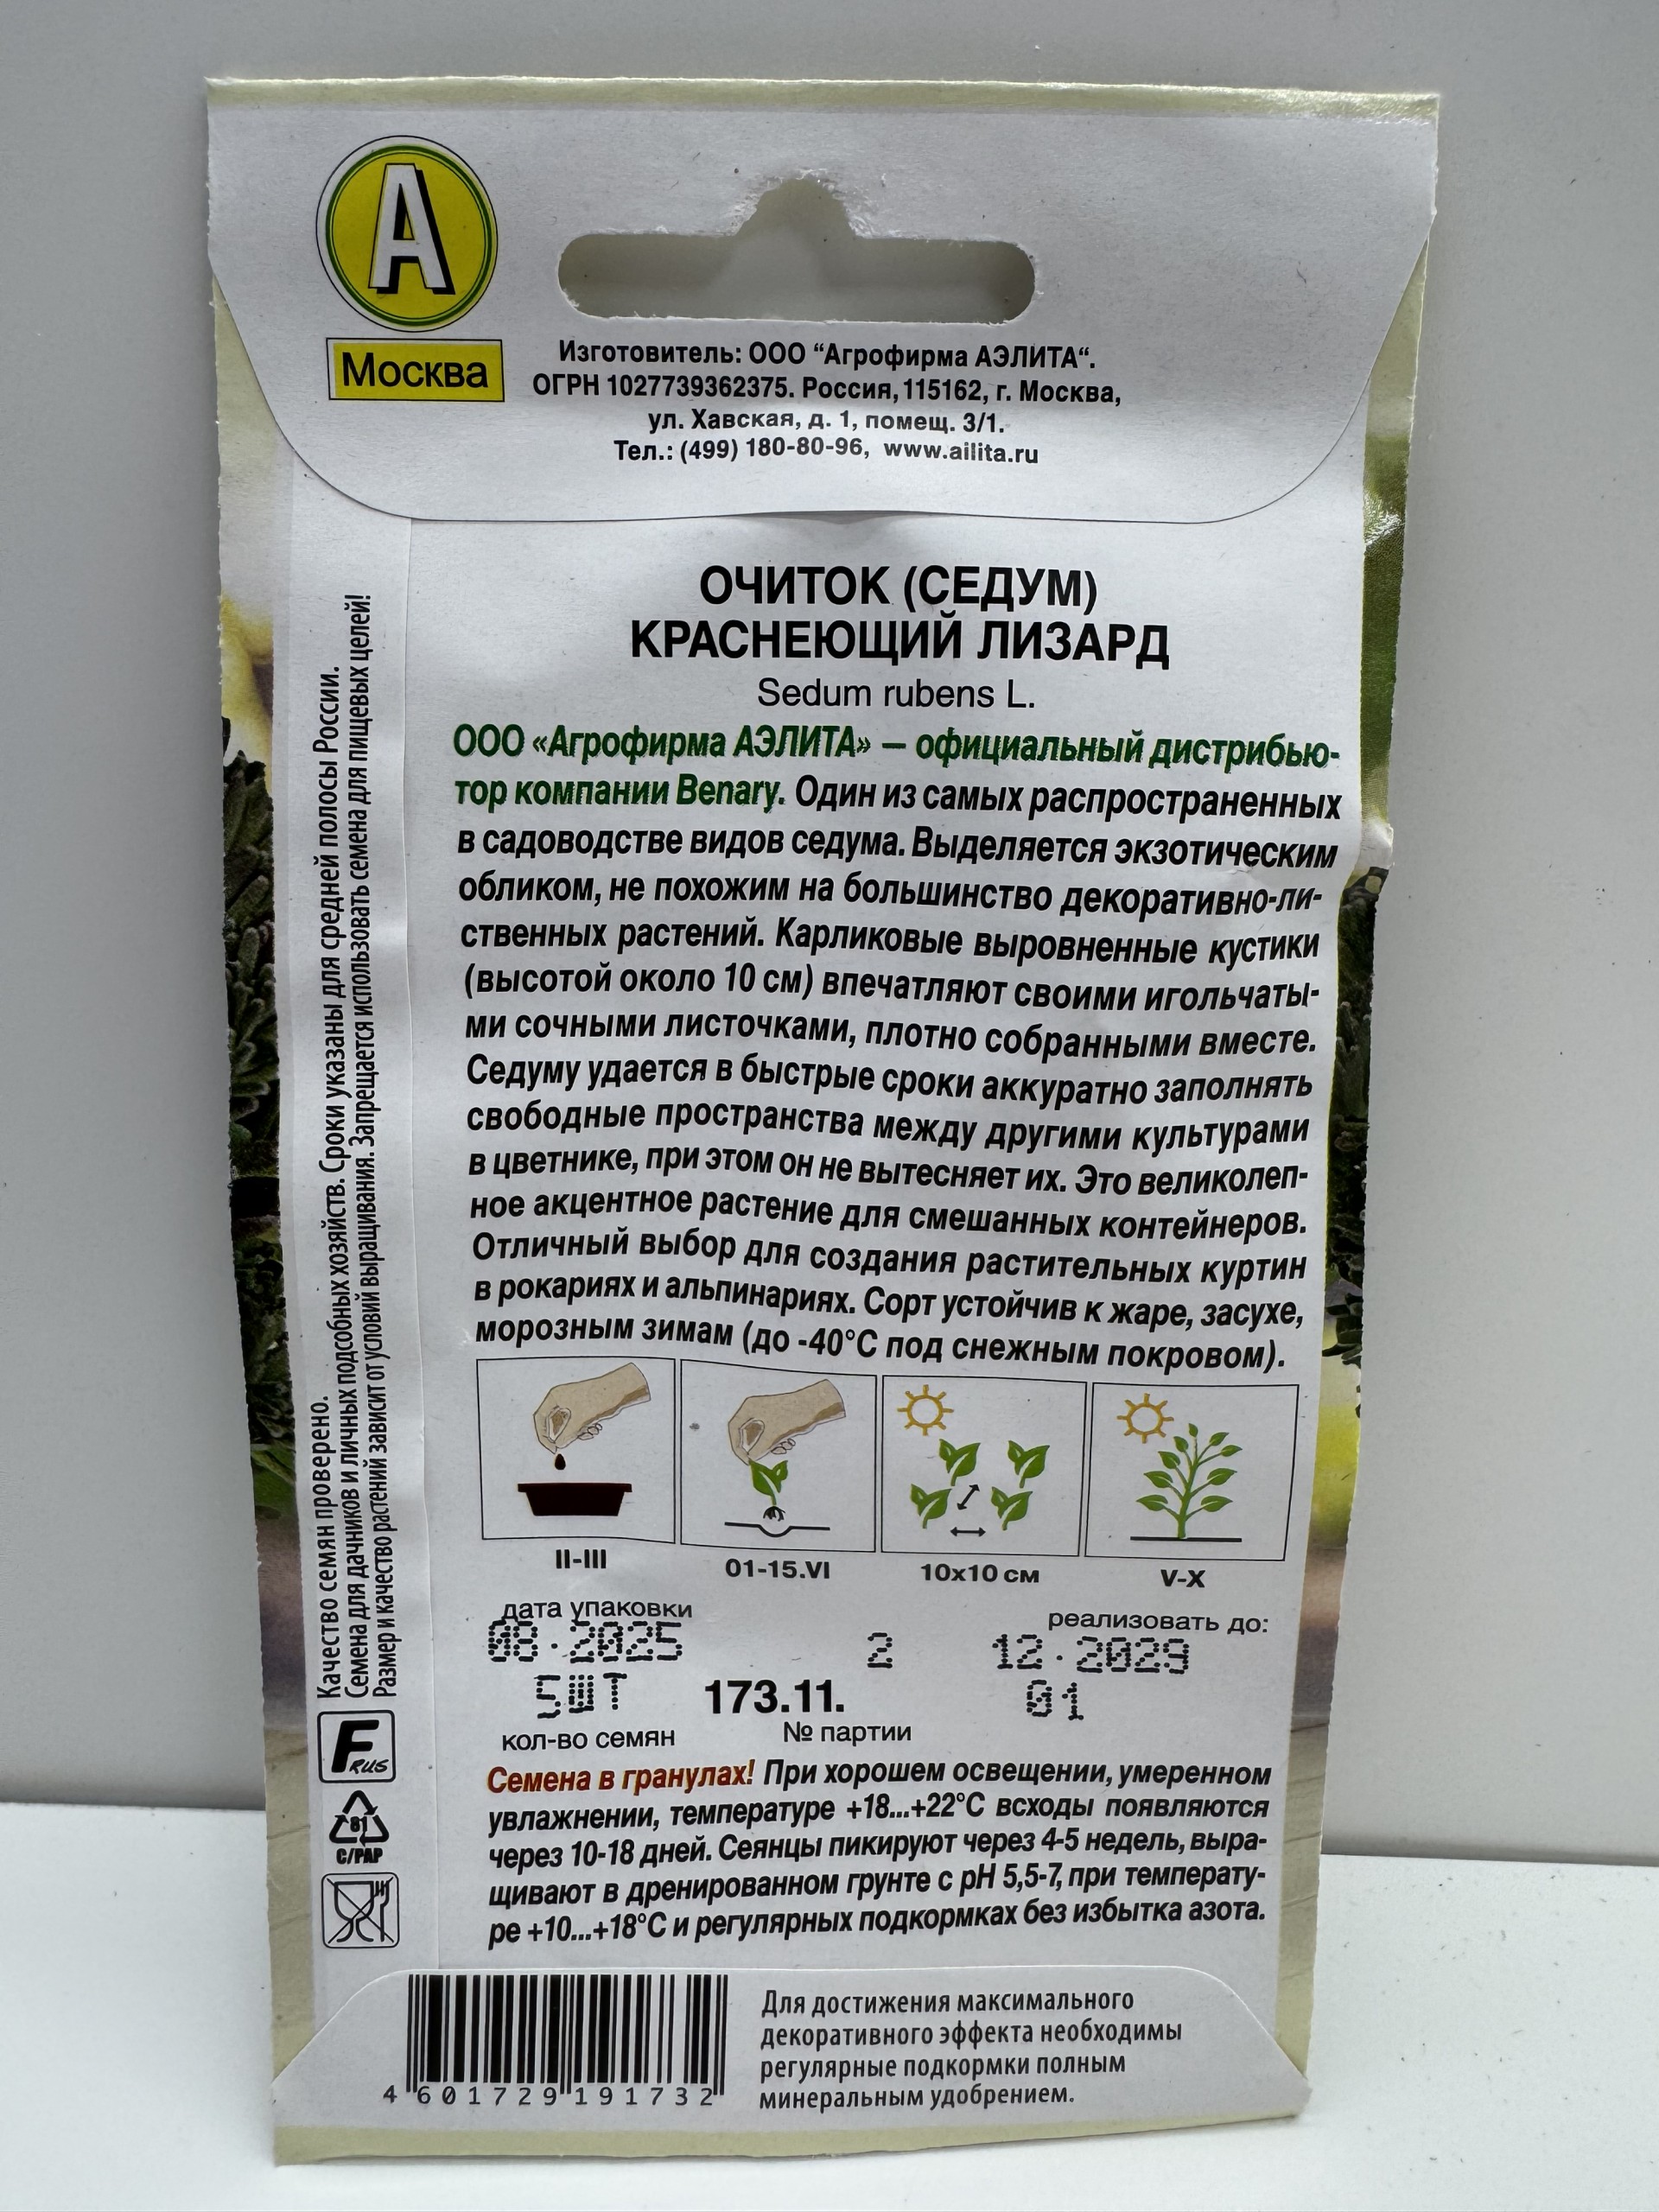 А
Москва
Изготовитель: ООО “Агрофирма АЭЛИТА“.
ОГРН 1027739362375. Россия, 115162, г. Москва,
ул. Хавская, д. 1, помещ. 3/1.
Тел.: (499) 180-80-96, www.ailita.ru
ОЧИТОК (СЕДУМ)
КРАСНЕЮЩИЙ ЛИЗАРД
Sedum rubens L.
ООО «Агрофирма АЭЛИТА» – официальный дистрибью-
тор компании Benary. Один из самых распространенных
в садоводстве видов седума. Выделяется экзотическим
обликом, не похожим на большинство декоративно-ли-
ственных растений. Карликовые выровненные кустики
(высотой около 10 см) впечатляют своими игольчаты-
ми сочными листочками, плотно собранными вместе.
Седуму удается в быстрые сроки аккуратно заполнять
свободные пространства между другими культурами
в цветнике, при этом он не вытесняет их. Это великолеп-
ное акцентное растение для смешанных контейнеров.
Отличный выбор для создания растительных куртин
в рокариях и альпинариях. Сорт устойчив к жаре, засухе,
морозным зимам (до -40°С под снежным покровом).
II-III
01-15.VI
10х10 см
V-X
дата упаковки
реализовать до:
08.2025 2 12.2029
5ШТ 173.11. 01
кол-во семян № партии
Семена в гранулах! При хорошем освещении, умеренном
увлажнении, температуре +18...+22°С всходы появляются
через 10-18 дней. Сеянцы пикируют через 4-5 недель, выра-
щивают в дренированном грунте с рН 5,5-7, при температу-
ре +10...+18°С и регулярных подкормках без избытка азота.
Качество семян проверено.
Семена для дачников и личных подсобных хозяйств. Сроки указаны для средней полосы России.
Размер и качество растений зависит от условий выращивания. Запрещается использовать семена для пищевых целей!
F RUS
81
C/PAP
4 601729 191732
Для достижения максимального
декоративного эффекта необходимы
регулярные подкормки полным
минеральным удобрением.